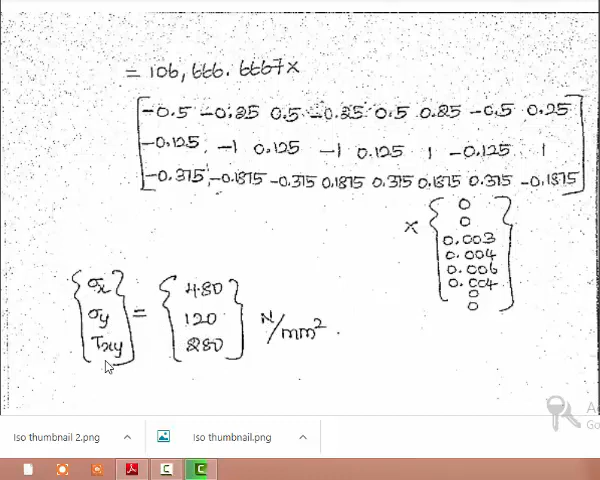 = 106,666.6667 x
-0.5 -0.25 0.5 -0.25 0.5 0.25 -0.5 0.25
-0.125 -1 0.125 -1 0.125 1 -0.125 1
-0.375 -0.1875 -0.375 0.1875 0.375 0.1875 0.375 -0.1875
x
0
0
0.003
0.004
0.006
0.004
0
0
σx
σy
Txy
=
480
120
280
N/mm².
Iso thumbnail 2.png
Iso thumbnail.png